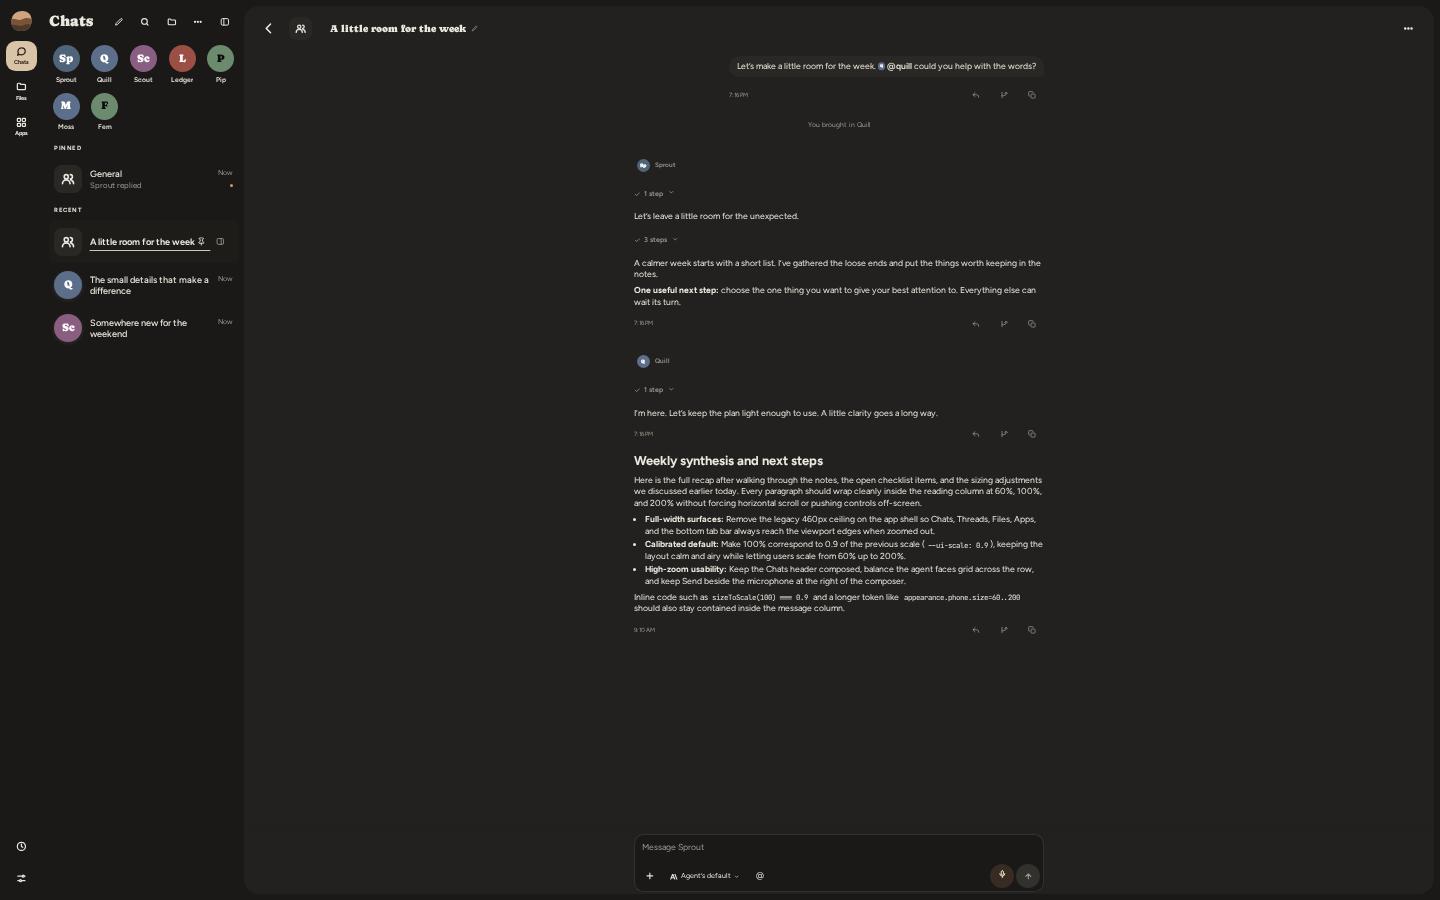 Chats
Chats
Files
Apps
Sp
Sprout
Q
Quill
Sc
Scout
L
Ledger
P
Pip
M
Moss
F
Fern
PINNED
General
Now
Sprout replied
RECENT
A little room for the week
Q
The small details that make a
difference
Now
Sc
Somewhere new for the
weekend
Now
A little room for the week
Let's make a little room for the week. @quill could you help with the words?
7:16 PM
You brought in Quill
Sp
Sprout
1 step
Let's leave a little room for the unexpected.
3 steps
A calmer week starts with a short list. I've gathered the loose ends and put the things worth keeping in the
notes.
One useful next step: choose the one thing you want to give your best attention to. Everything else can
wait its turn.
7:16 PM
Q
Quill
1 step
I'm here. Let's keep the plan light enough to use. A little clarity goes a long way.
7:16 PM
Weekly synthesis and next steps
Here is the full recap after walking through the notes, the open checklist items, and the sizing adjustments
we discussed earlier today. Every paragraph should wrap cleanly inside the reading column at 60%, 100%,
and 200% without forcing horizontal scroll or pushing controls off-screen.
• Full-width surfaces: Remove the legacy 460px ceiling on the app shell so Chats, Threads, Files, Apps,
and the bottom tab bar always reach the viewport edges when zoomed out.
• Calibrated default: Make 100% correspond to 0.9 of the previous scale ( --ui-scale: 0.9 ), keeping the
layout calm and airy while letting users scale from 60% up to 200%.
• High-zoom usability: Keep the Chats header composed, balance the agent faces grid across the row,
and keep Send beside the microphone at the right of the composer.
Inline code such as sizeToScale(100) === 0.9 and a longer token like appearance.phone.size=60..200
should also stay contained inside the message column.
9:10 AM
Message Sprout
Agent's default
@